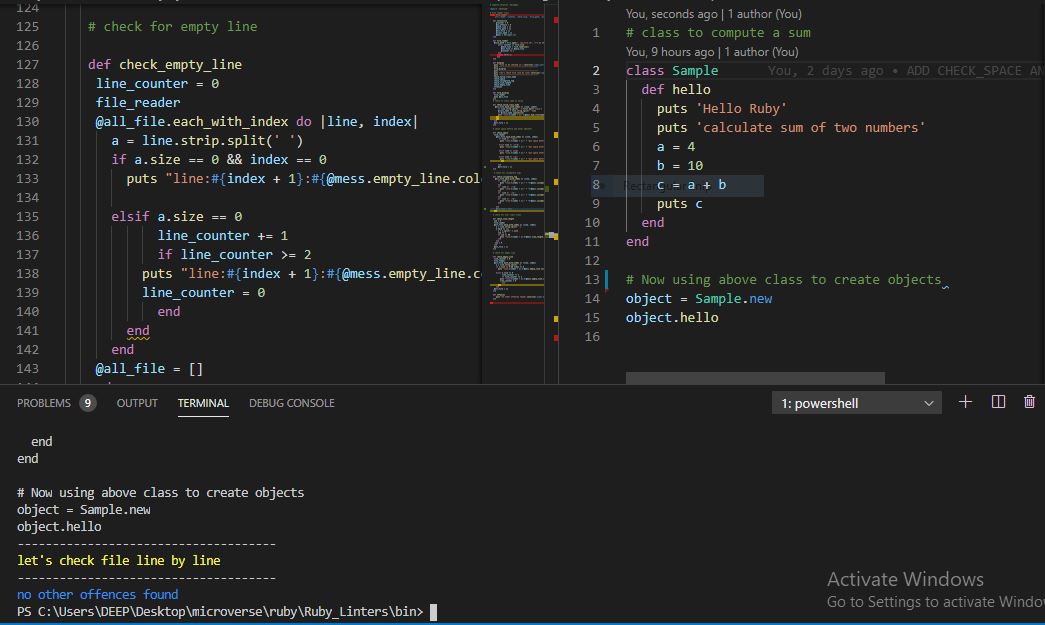 124
125 # check for empty line
126
127 def check_empty_line
128 line_counter = 0
129 file_reader
130 @all_file.each_with_index do |line, index|
131 a = line.strip.split(' ')
132 if a.size == 0 && index == 0
133 puts "line:#{index + 1}:#{@mess.empty_line.col
134
135 elsif a.size == 0
136 line_counter += 1
137 if line_counter >= 2
138 puts "line:#{index + 1}:#{@mess.empty_line.c
139 line_counter = 0
140 end
141 end
142 end
143 @all_file = []
You, seconds ago | 1 author (You)
1 # class to compute a sum
You, 9 hours ago | 1 author (You)
2 class Sample You, 2 days ago • ADD CHECK_SPACE AN
3 def hello
4 puts 'Hello Ruby'
5 puts 'calculate sum of two numbers'
6 a = 4
7 b = 10
8 c = a + b
9 puts c
10 end
11 end
12
13 # Now using above class to create objects
14 object = Sample.new
15 object.hello
16
PROBLEMS 9 OUTPUT TERMINAL DEBUG CONSOLE 1: powershell
end
end
# Now using above class to create objects
object = Sample.new
object.hello
------------------------------------
let's check file line by line
------------------------------------
no other offences found
PS C:\Users\DEEP\Desktop\microverse\ruby\Ruby_Linters\bin>
Activate Windows
Go to Settings to activate Windo